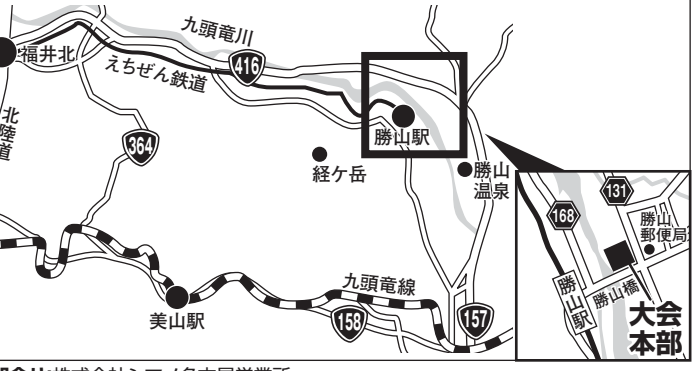 福井北
九頭竜川
えちぜん鉄道
416
北陸道
364
勝山駅
経ケ岳
勝山
温泉
九頭竜線
美山駅
158
157
131
168
勝山
郵便局
勝山駅
勝山橋
大会
本部